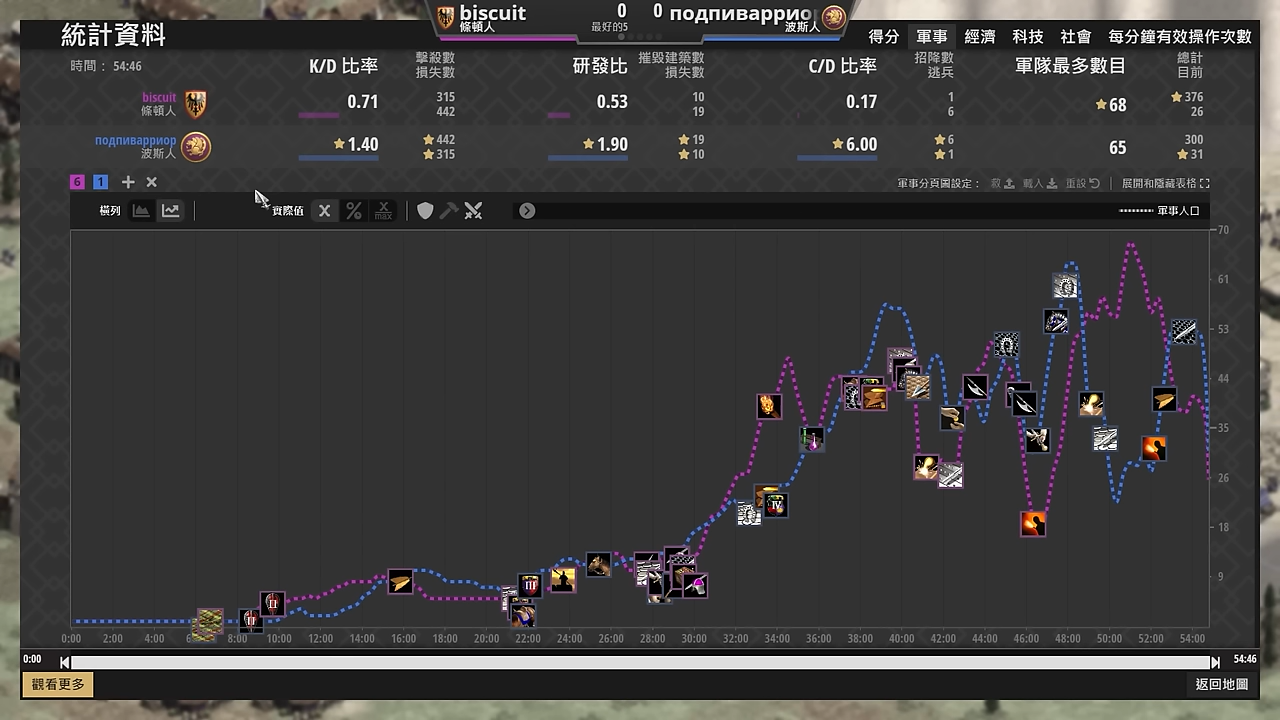 biscuit 0 0 подпиваррио
條頓人 最好的5 波斯人
統計資料
得分 軍事 經濟 科技 社會 每分鐘有效操作次數
時間： 54:46
K/D 比率 擊殺數 損失數 研發比 摧毀建築數 損失數 C/D 比率 招降數 逃兵 軍隊最多數目 總計 目前
biscuit 條頓人 0.71 315 442 0.53 10 19 0.17 1 6 68 376 26
подпиварриор 波斯人 1.40 442 315 1.90 19 10 6.00 6 1 65 300 31
6 1
軍事分頁圖設定： 載入 重設 | 展開和隱藏表格
橫列 實際值 X % X max 軍事人口
70
61
53
44
35
26
18
9
0:00 2:00 4:00 6 8:00 10:00 12:00 14:00 16:00 18:00 20:00 22:00 24:00 26:00 28:00 30:00 32:00 34:00 36:00 38:00 40:00 42:00 44:00 46:00 48:00 50:00 52:00 54:00
0:00 54:46
觀看更多 返回地圖